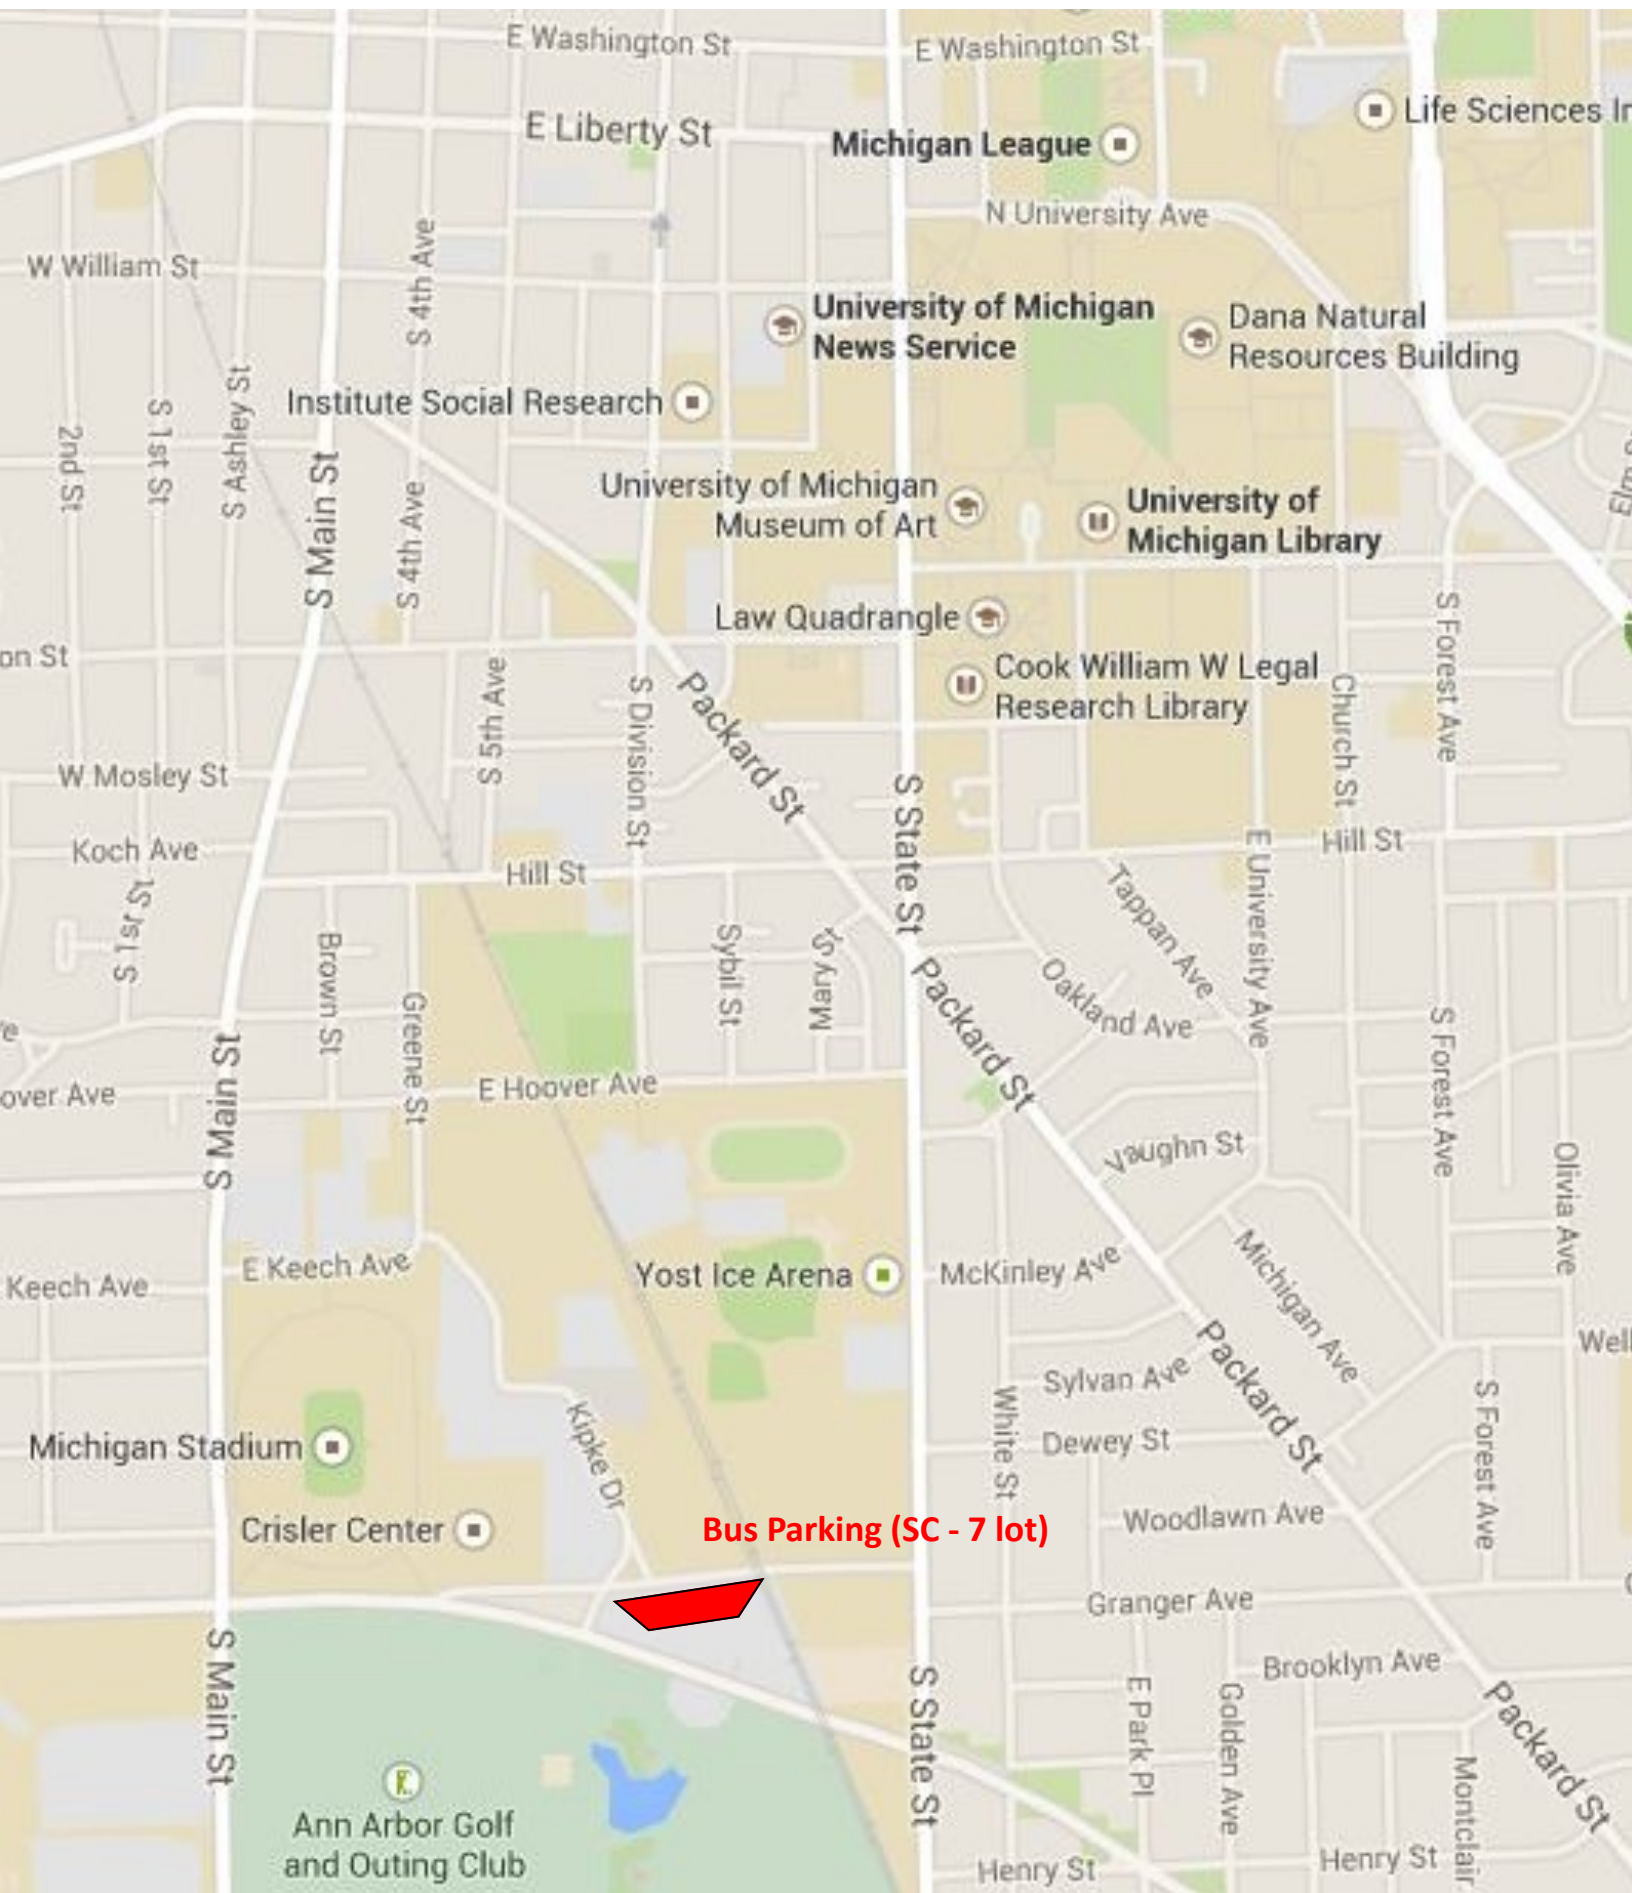 E Washington St
E Washington St
Life Sciences In
E Liberty St
Michigan League
N University Ave
W William St
S 4th Ave
University of Michigan
News Service
Dana Natural
Resources Building
Institute Social Research
2nd St
S 1st St
S Ashley St
S Main St
S 4th Ave
University of Michigan
Museum of Art
University of
Michigan Library
Law Quadrangle
on St
Cook William W Legal
Research Library
S Forest Ave
Church St
S 5th Ave
S Division St
Packard St
W Mosley St
S State St
Koch Ave
Hill St
Hill St
S 1st St
Tappan Ave
E University Ave
Brown St
Greene St
Sybil St
Mary St
Packard St
Oakland Ave
S Forest Ave
S Main St
over Ave
E Hoover Ave
Vaughn St
Olivia Ave
E Keech Ave
Keech Ave
Yost Ice Arena
McKinley Ave
Michigan Ave
Packard St
Well
Sylvan Ave
White St
S Forest Ave
Kipke Dr
Michigan Stadium
Dewey St
Crisler Center
Bus Parking (SC - 7 lot)
Woodlawn Ave
Granger Ave
S Main St
S State St
E Park Pl
Golden Ave
Brooklyn Ave
Packard St
Montclair
Ann Arbor Golf
and Outing Club
Henry St
Henry St